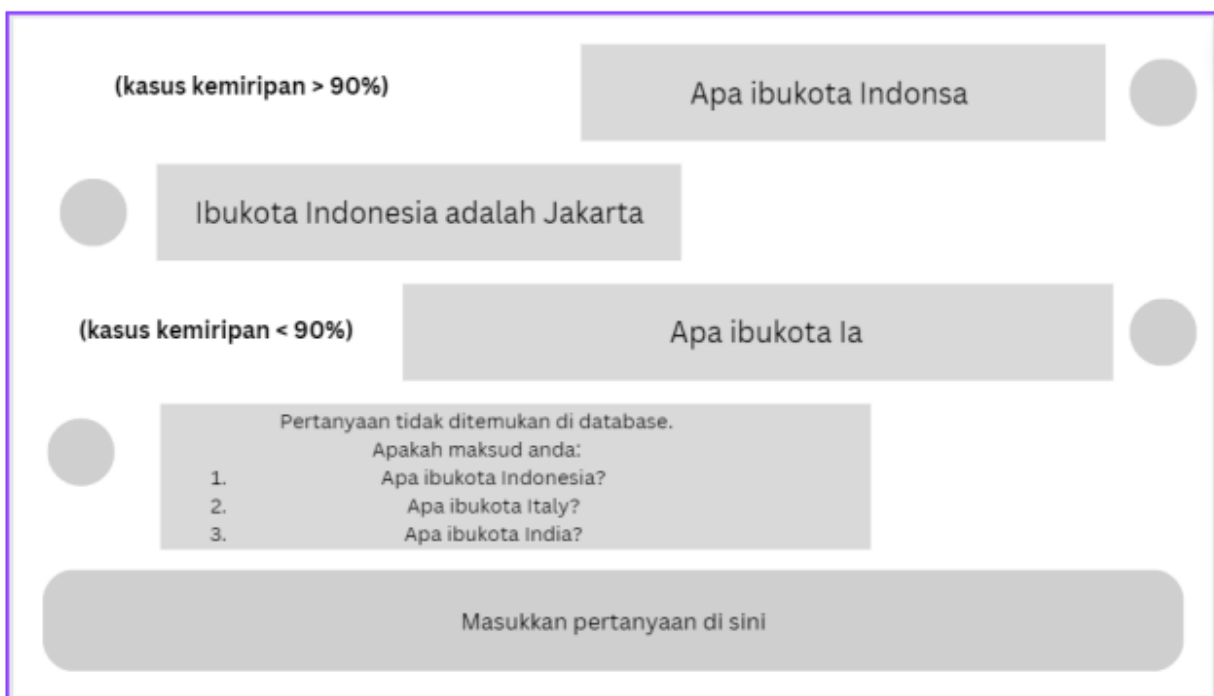 (kasus kemiripan > 90%)
Apa ibukota Indonsa
Ibukota Indonesia adalah Jakarta
(kasus kemiripan < 90%)
Apa ibukota Ia
Pertanyaan tidak ditemukan di database.
Apakah maksud anda:
1. Apa ibukota Indonesia?
2. Apa ibukota Italy?
3. Apa ibukota India?
Masukkan pertanyaan di sini